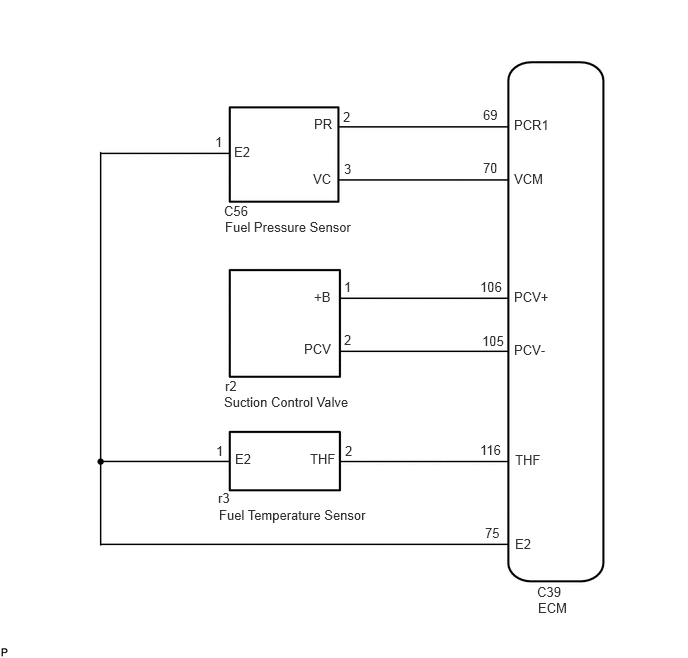 PR 2 69 PCR1
1 E2
VC 3 70 VCM
C56
Fuel Pressure Sensor
+B 1 106 PCV+
PCV 2 105 PCV-
r2
Suction Control Valve
1 E2 THF 2 116 THF
r3
Fuel Temperature Sensor
75 E2
C39
ECM
P